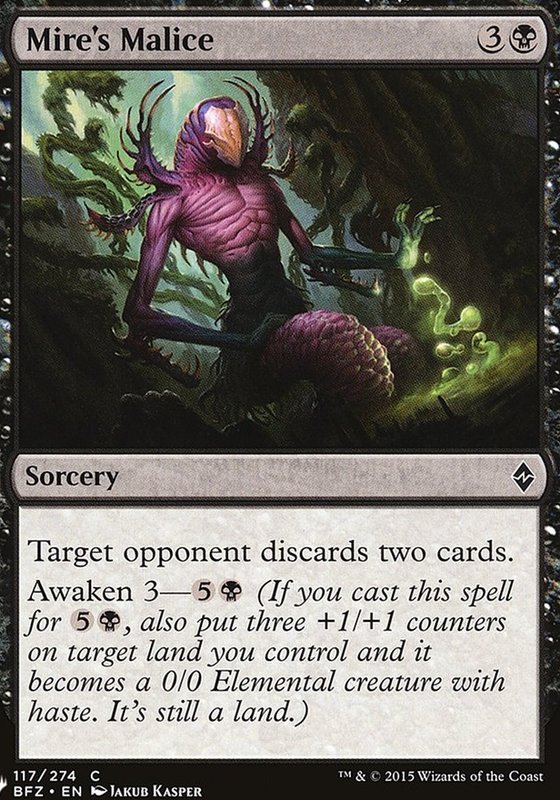 Mire's Malice 3
Sorcery
Target opponent discards two cards.
Awaken 3—5 (If you cast this spell
for 5, also put three +1/+1 counters
on target land you control and it
becomes a 0/0 Elemental creature with
haste. It's still a land.)
117/274 C
BFZ • EN Jakub Kasper
™ & © 2015 Wizards of the Coast